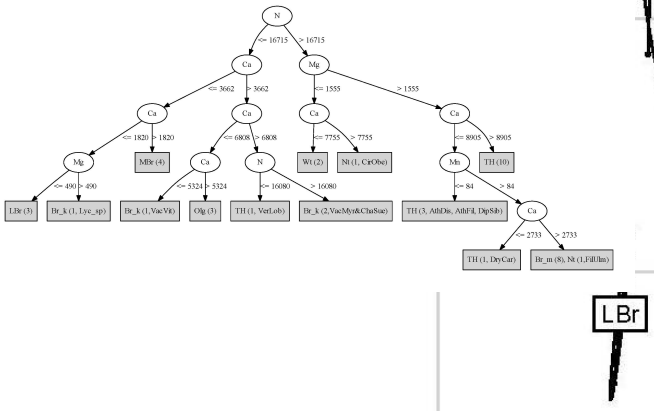 N
<= 16715 > 16715
Ca Mg
<= 3662 > 3662 <= 1555 > 1555
Ca Ca Ca Ca
<= 1820 > 1820 <= 6808 > 6808 <= 7755 > 7755 <= 8905 > 8905
Mg MBr (4) Ca N Wt (2) Nt (1, CirObe) Mn TH (10)
<= 490 > 490 <= 5324 > 5324 <= 16080 > 16080 <= 84 > 84
LBr (3) Br_k (1, Lyc_sp) Br_k (1,VacVit) Olg (3) TH (1, VerLob) Br_k (2,VacMyr&ChaSue) TH (3, AthDis, AthFil, DipSib) Ca
<= 2733 > 2733
TH (1, DryCar) Br_m (8), Nt (1,FilUlm)
LBr